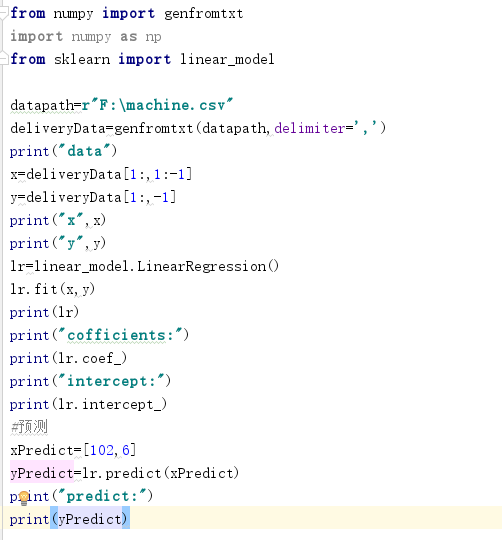 from numpy import genfromtxt
import numpy as np
from sklearn import linear_model
datapath=r"F:\machine.csv"
deliveryData=genfromtxt(datapath,delimiter=',')
print("data")
x=deliveryData[1:,1:-1]
y=deliveryData[1:,-1]
print("x",x)
print("y",y)
lr=linear_model.LinearRegression()
lr.fit(x,y)
print(lr)
print("cofficients:")
print(lr.coef_)
print("intercept:")
print(lr.intercept_)
#预测
xPredict=[102,6]
yPredict=lr.predict(xPredict)
print("predict:")
print(yPredict)